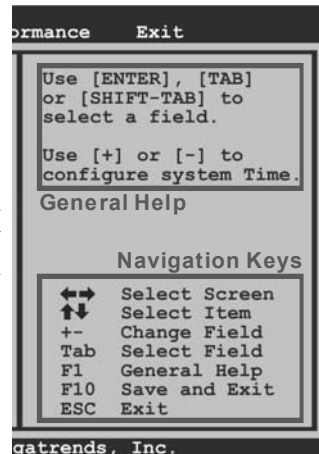 ormance Exit
Use [ENTER], [TAB]
or [SHIFT-TAB] to
select a field.
Use [+] or [-] to
configure system Time.
General Help
Navigation Keys
←→ Select Screen
↑↓ Select Item
+- Change Field
Tab Select Field
F1 General Help
F10 Save and Exit
ESC Exit
gatrends, Inc.